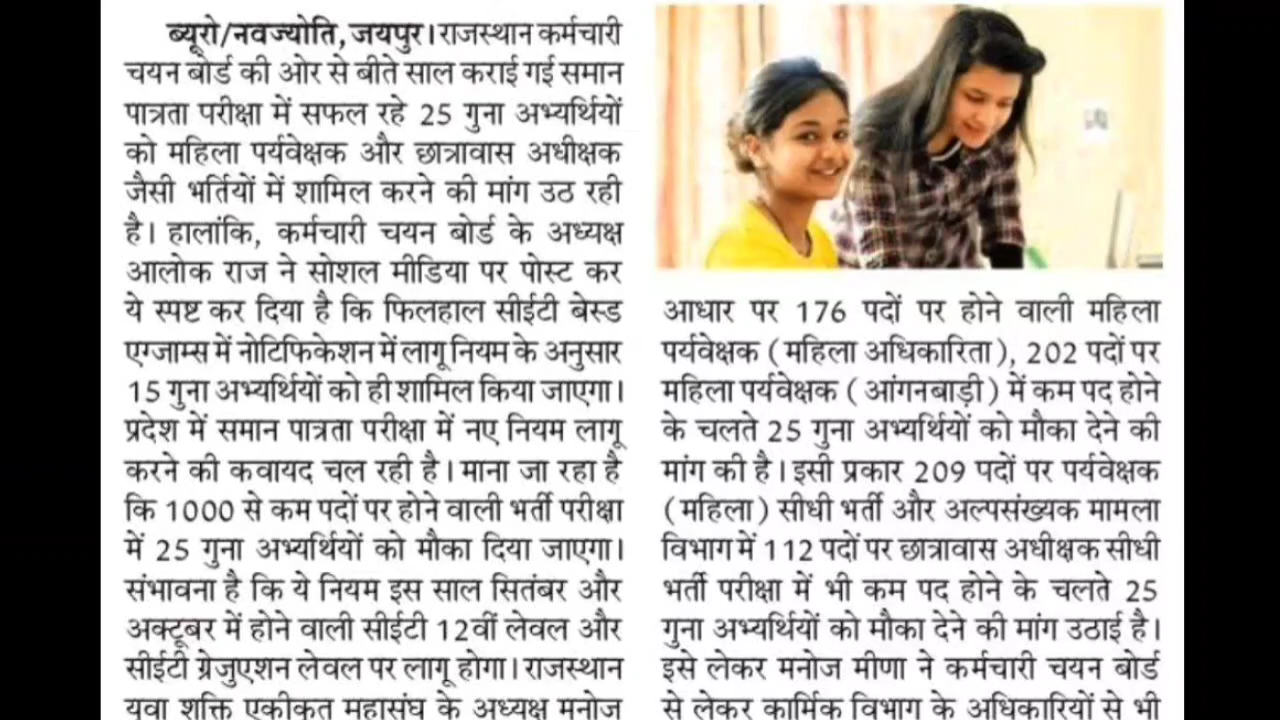 ब्यूरो/नवज्योति, जयपुर। राजस्थान कर्मचारी
चयन बोर्ड की ओर से बीते साल कराई गई समान
पात्रता परीक्षा में सफल रहे 25 गुना अभ्यर्थियों
को महिला पर्यवेक्षक और छात्रावास अधीक्षक
जैसी भर्तियों में शामिल करने की मांग उठ रही
है। हालांकि, कर्मचारी चयन बोर्ड के अध्यक्ष
आलोक राज ने सोशल मीडिया पर पोस्ट कर
ये स्पष्ट कर दिया है कि फिलहाल सीईटी बेस्ड
एग्जाम्स में नोटिफिकेशन में लागू नियम के अनुसार
15 गुना अभ्यर्थियों को ही शामिल किया जाएगा।
प्रदेश में समान पात्रता परीक्षा में नए नियम लागू
करने की कवायद चल रही है। माना जा रहा है
कि 1000 से कम पदों पर होने वाली भर्ती परीक्षा
में 25 गुना अभ्यर्थियों को मौका दिया जाएगा।
संभावना है कि ये नियम इस साल सितंबर और
अक्टूबर में होने वाली सीईटी 12वीं लेवल और
सीईटी ग्रेजुएशन लेवल पर लागू होगा। राजस्थान
युवा शक्ति एकीकृत महासंघ के अध्यक्ष मनोज
आधार पर 176 पदों पर होने वाली महिला
पर्यवेक्षक (महिला अधिकारिता), 202 पदों पर
महिला पर्यवेक्षक (आंगनबाड़ी) में कम पद होने
के चलते 25 गुना अभ्यर्थियों को मौका देने की
मांग की है। इसी प्रकार 209 पदों पर पर्यवेक्षक
(महिला) सीधी भर्ती और अल्पसंख्यक मामला
विभाग में 112 पदों पर छात्रावास अधीक्षक सीधी
भर्ती परीक्षा में भी कम पद होने के चलते 25
गुना अभ्यर्थियों को मौका देने की मांग उठाई है।
इसे लेकर मनोज मीणा ने कर्मचारी चयन बोर्ड
से लेकर कार्मिक विभाग के अधिकारियों से भी